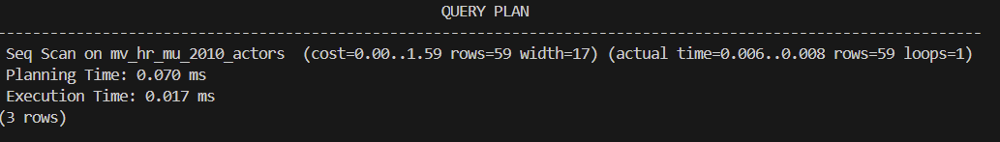 QUERY PLAN
-----------------------------------------------------------------------------------------------------------------
Seq Scan on mv_hr_mu_2010_actors  (cost=0.00..1.59 rows=59 width=17) (actual time=0.006..0.008 rows=59 loops=1)
Planning Time: 0.070 ms
Execution Time: 0.017 ms
(3 rows)